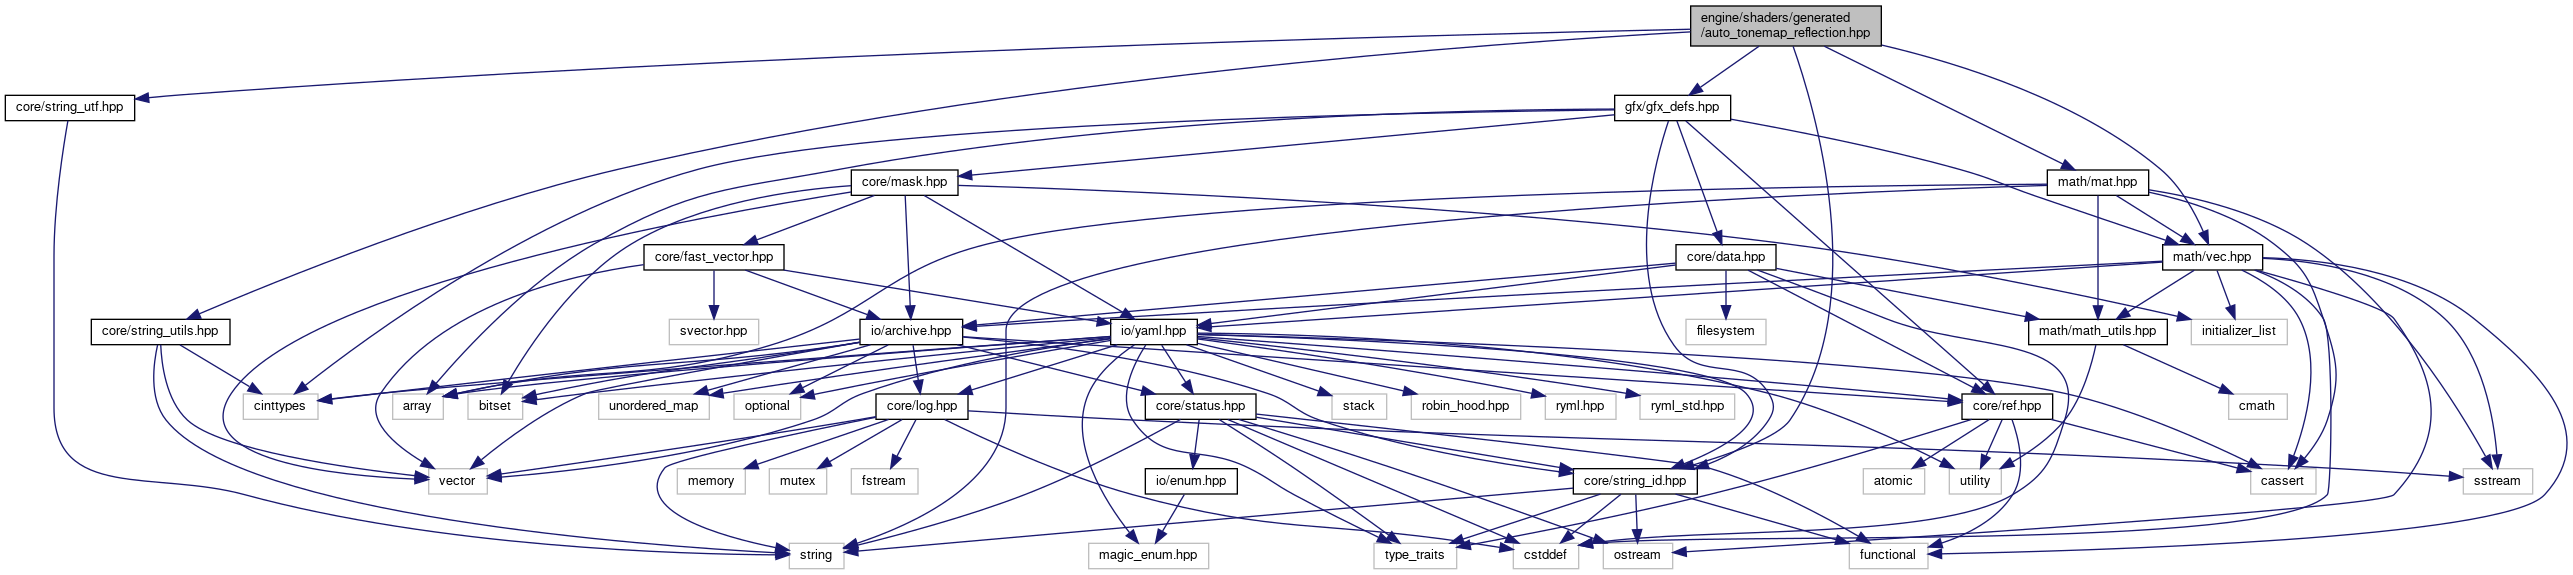 engine/shaders/generated
/auto_tonemap_reflection.hpp
core/string_utf.hpp
gfx/gfx_defs.hpp
core/mask.hpp
math/mat.hpp
core/fast_vector.hpp
core/data.hpp
math/vec.hpp
core/string_utils.hpp
svector.hpp
io/archive.hpp
io/yaml.hpp
filesystem
math/math_utils.hpp
initializer_list
cinttypes
array
bitset
unordered_map
optional
core/log.hpp
core/status.hpp
stack
robin_hood.hpp
ryml.hpp
ryml_std.hpp
core/ref.hpp
cmath
vector
memory
mutex
fstream
io/enum.hpp
core/string_id.hpp
atomic
utility
cassert
sstream
string
magic_enum.hpp
type_traits
cstddef
ostream
functional